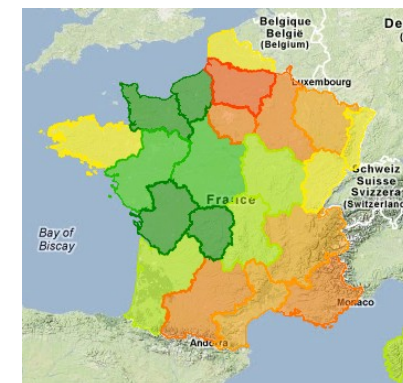 Belgique
België
(Belgium)
De
Luxembourg
Schweiz
Suisse
Svizzera
(Switzerland
France
Bay of
Biscay
Monaco
Andorra